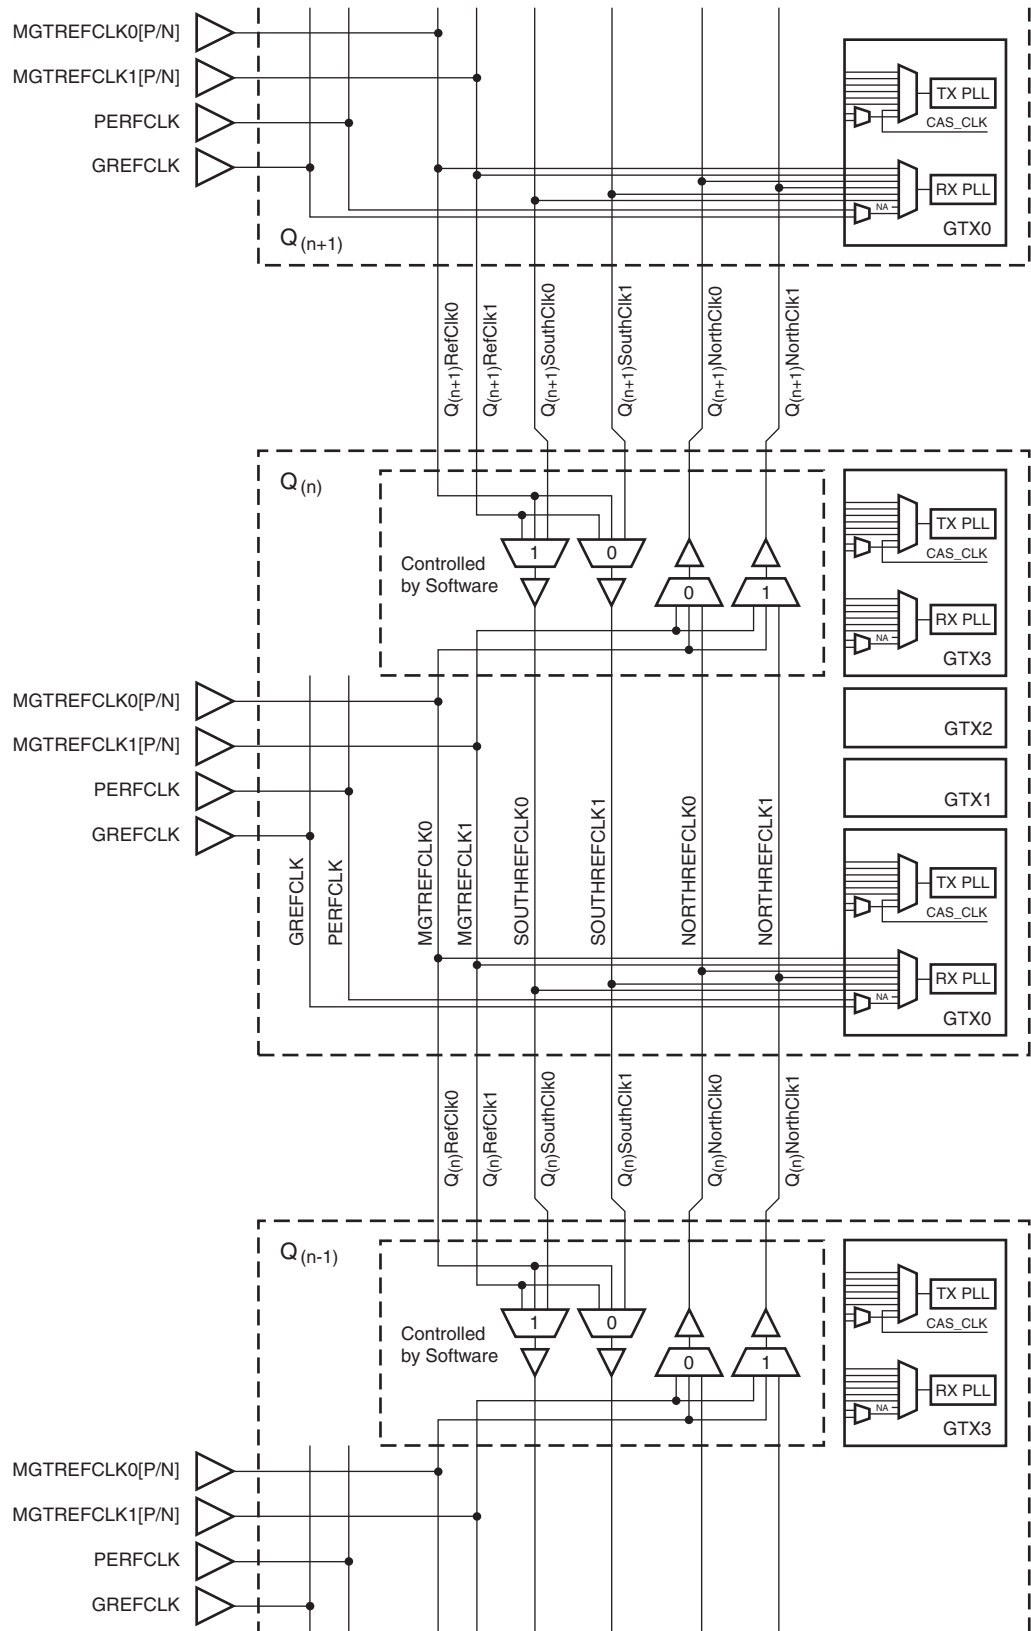 MGTREFCLK0[P/N]
MGTREFCLK1[P/N]
PERFCLK
GREFCLK
TX PLL
CAS_CLK
RX PLL
NA
GTX0
Q(n+1)
Q(n+1)RefClk0
Q(n+1)RefClk1
Q(n+1)SouthClk0
Q(n+1)SouthClk1
Q(n+1)NorthClk0
Q(n+1)NorthClk1
Q(n)
Controlled
by Software
1
0
0
1
TX PLL
CAS_CLK
RX PLL
NA
GTX3
MGTREFCLK0[P/N]
MGTREFCLK1[P/N]
PERFCLK
GREFCLK
GTX2
GTX1
GREFCLK
PERFCLK
MGTREFCLK0
MGTREFCLK1
SOUTHREFCLK0
SOUTHREFCLK1
NORTHREFCLK0
NORTHREFCLK1
TX PLL
CAS_CLK
RX PLL
NA
GTX0
Q(n)RefClk0
Q(n)RefClk1
Q(n)SouthClk0
Q(n)SouthClk1
Q(n)NorthClk0
Q(n)NorthClk1
Q(n-1)
Controlled
by Software
1
0
0
1
TX PLL
CAS_CLK
RX PLL
NA
GTX3
MGTREFCLK0[P/N]
MGTREFCLK1[P/N]
PERFCLK
GREFCLK